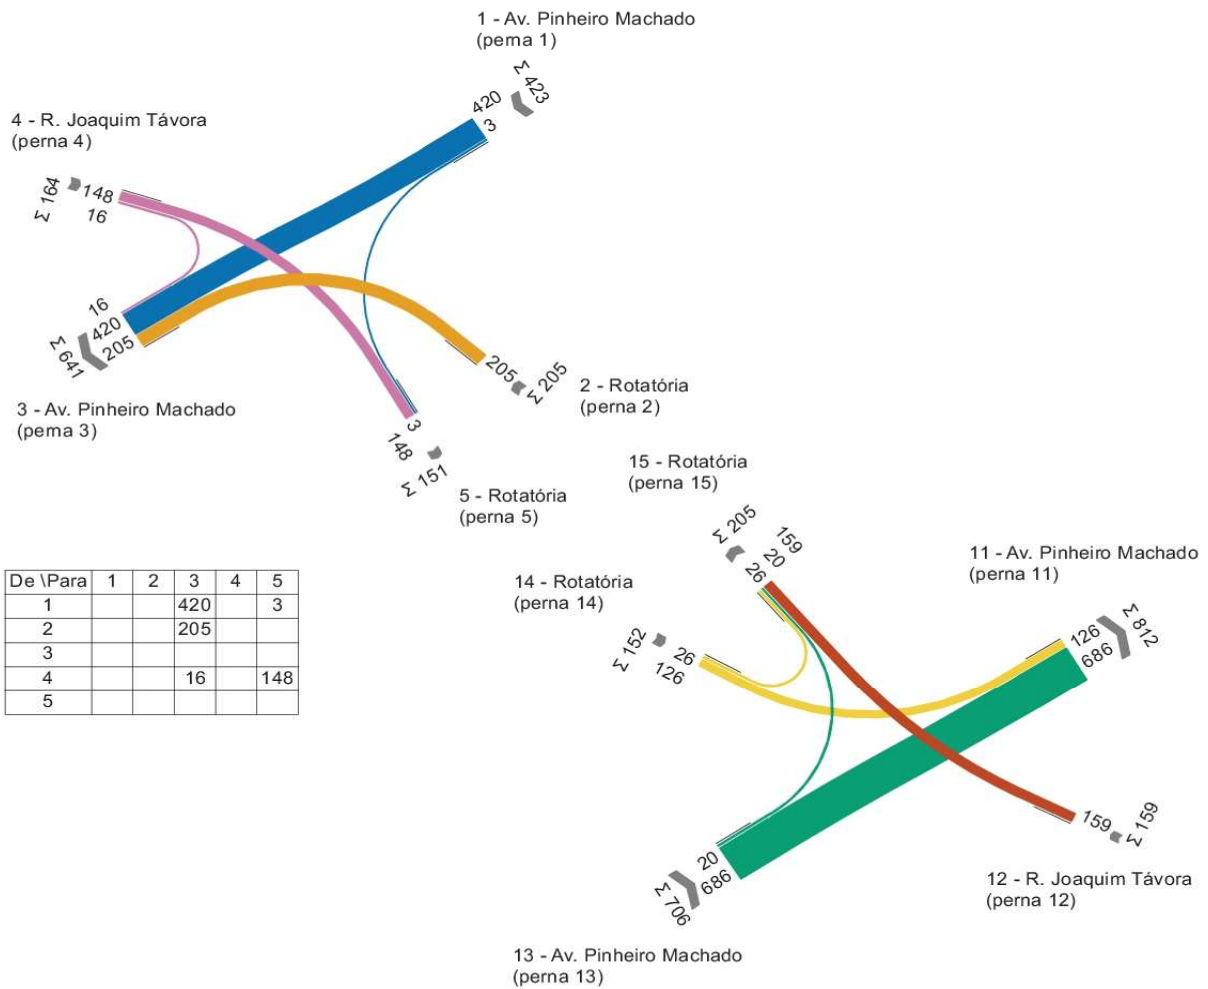 1 - Av. Pinheiro Machado
(perna 1)
Σ 423
420
3
4 - R. Joaquim Távora
(perna 4)
Σ 164
148
16
16
420
205
Σ 641
3 - Av. Pinheiro Machado
(perna 3)
205
Σ 205
2 - Rotatória
(perna 2)
3
148
Σ 151
5 - Rotatória
(perna 5)
15 - Rotatória
(perna 15)
Σ 205
159
20
26
14 - Rotatória
(perna 14)
Σ 152
26
126
11 - Av. Pinheiro Machado
(perna 11)
Σ 812
126
686
De \Para 1 2 3 4 5
1 420 3
2 205
3
4 16 148
5
159
Σ 159
12 - R. Joaquim Távora
(perna 12)
20
686
Σ 706
13 - Av. Pinheiro Machado
(perna 13)